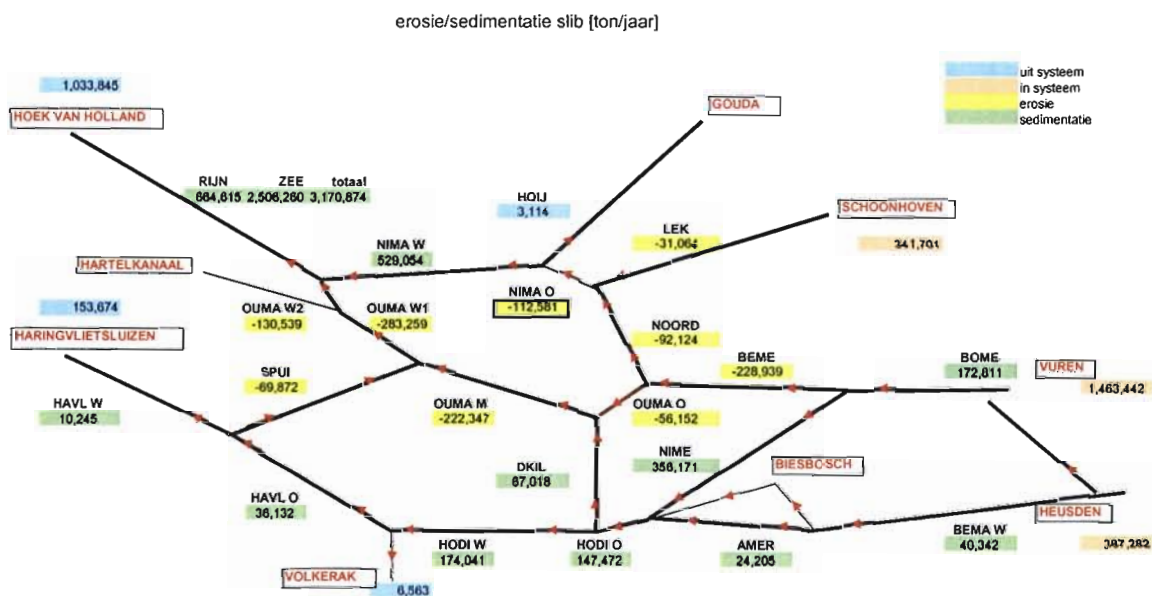 erosie/sedimentatie slib [ton/jaar]
1,033,845
HOEK VAN HOLLAND
GOUDA
uit systeem
in systeem
erosie
sedimentatie
RIJN ZEE totaal
664,615 2,506,260 3,170,874
HOIJ
3,114
SCHOONHOVEN
341,701
LEK
-31,064
NIMA W
529,054
HARTELKANAAL
NIMA O
-112,581
153,674
HARINGVLIETSLUIZEN
OUMA W2
-130,539
OUMA W1
-283,259
NOORD
-92,124
BEME
-228,939
BOME
172,811
VUREN
1,463,442
SPUI
-69,872
HAVL W
10,245
OUMA M
-222,347
OUMA O
-56,152
NIME
356,171
BIESBOSCH
DKIL
67,018
HAVL O
36,132
HEUSDEN
387,282
HODI W
174,041
HODI O
147,472
AMER
24,205
BEMA W
40,342
VOLKERAK
6,563